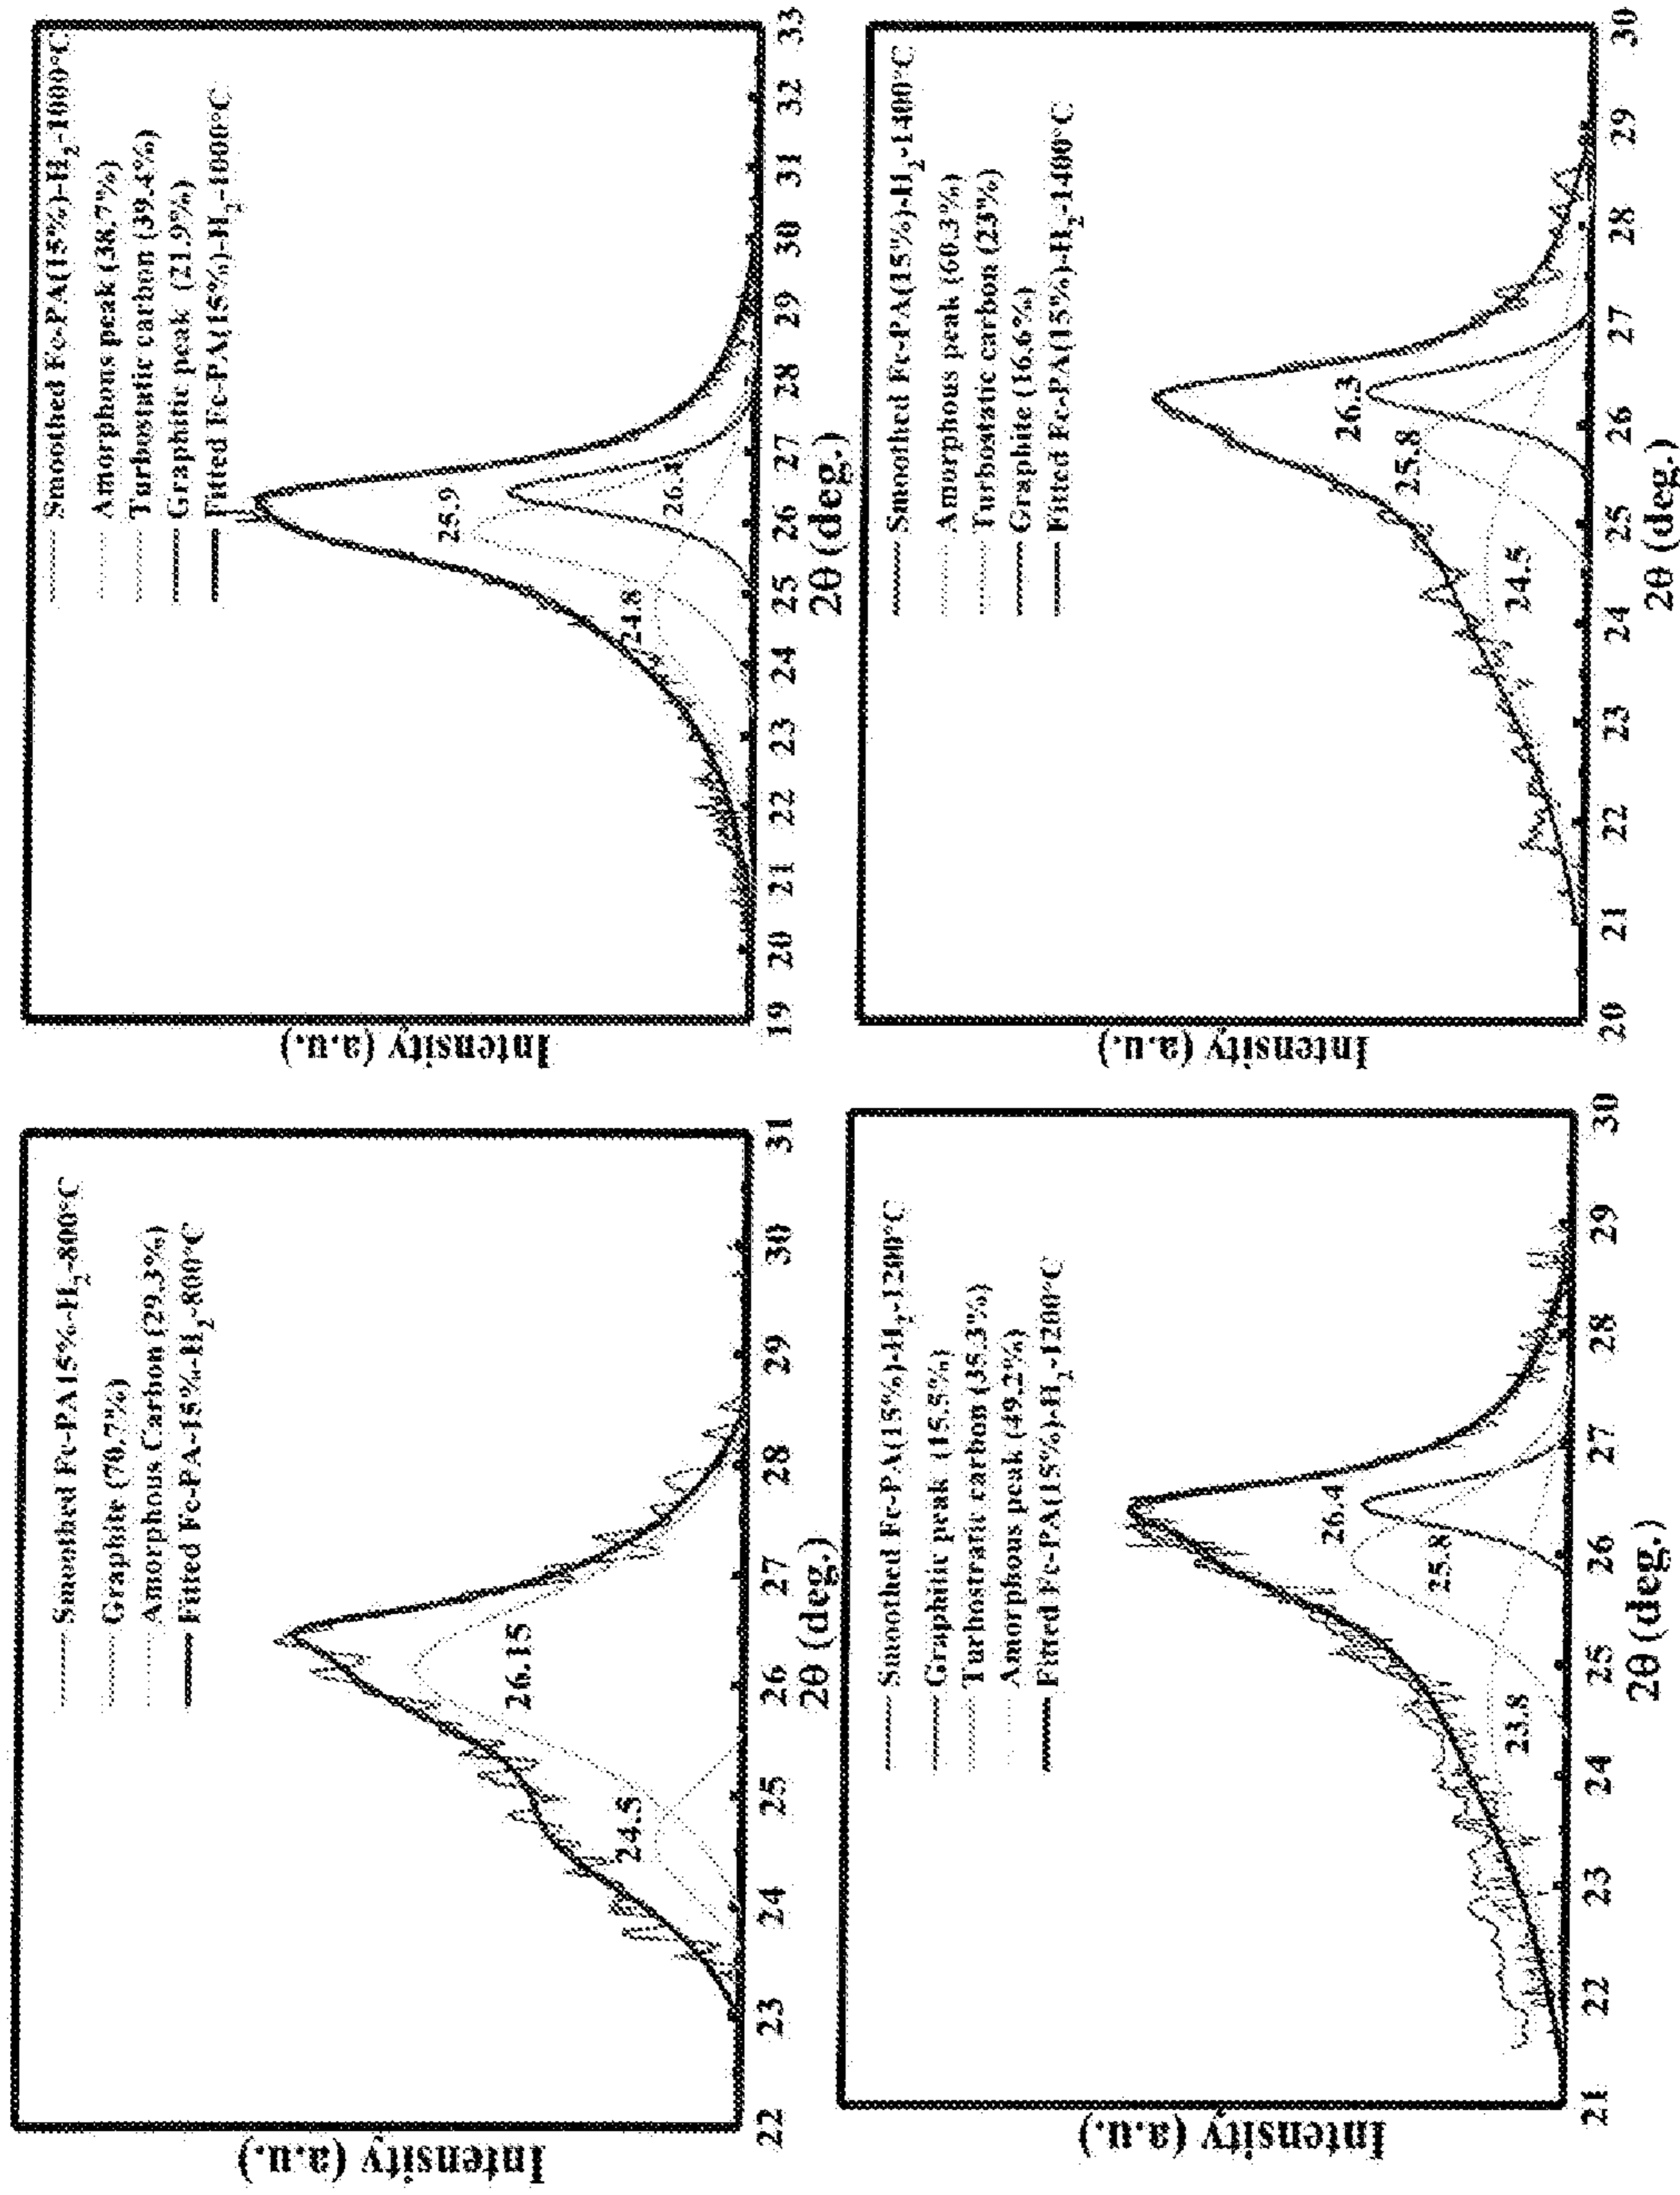 Smoothed Fe-PA15%-H2-800°C
Graphite (70.7%)
Amorphous Carbon (29.3%)
Fitted Fe-PA-15%-H2-800°C
26.15
24.5
Intensity (a.u.)
22 23 24 25 26 27 28 29 30 31
2θ (deg.)
Smoothed Fe-PA(15%)-H2-1000°C
Amorphous peak (38.7%)
Turbostatic carbon (39.4%)
Graphitic peak (21.9%)
Fitted Fe-PA(15%)-H2-1000°C
25.9
24.8
26.4
Intensity (a.u.)
19 20 21 22 23 24 25 26 27 28 29 30 31 32 33
2θ (deg.)
Smoothed Fe-PA(15%)-H2-1200°C
Graphitic peak (15.5%)
Turbostratic carbon (35.3%)
Amorphous peak (49.2%)
Fitted Fe-PA(15%)-H2-1200°C
26.4
25.8
23.8
Intensity (a.u.)
21 22 23 24 25 26 27 28 29 30
2θ (deg.)
Smoothed Fe-PA(15%)-H2-1400°C
Amorphous peak (60.3%)
Turbostatic carbon (23%)
Graphite (16.6%)
Fitted Fe-PA(15%)-H2-1400°C
26.3
25.8
24.5
Intensity (a.u.)
20 21 22 23 24 25 26 27 28 29 30
2θ (deg.)